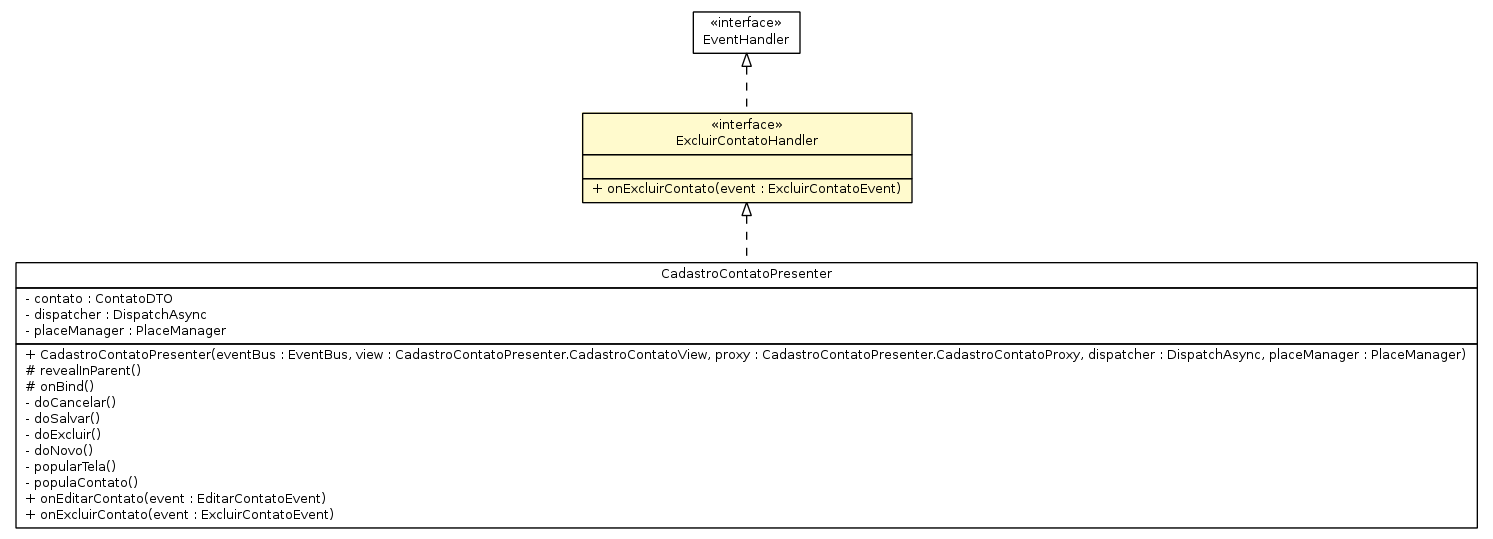 «interface»
EventHandler
«interface»
ExcluirContatoHandler
+ onExcluirContato(event : ExcluirContatoEvent)
CadastroContatoPresenter
- contato : ContatoDTO
- dispatcher : DispatchAsync
- placeManager : PlaceManager
+ CadastroContatoPresenter(eventBus : EventBus, view : CadastroContatoPresenter.CadastroContatoView, proxy : CadastroContatoPresenter.CadastroContatoProxy, dispatcher : DispatchAsync, placeManager : PlaceManager)
# revealInParent()
# onBind()
- doCancelar()
- doSalvar()
- doExcluir()
- doNovo()
- popularTela()
- populaContato()
+ onEditarContato(event : EditarContatoEvent)
+ onExcluirContato(event : ExcluirContatoEvent)